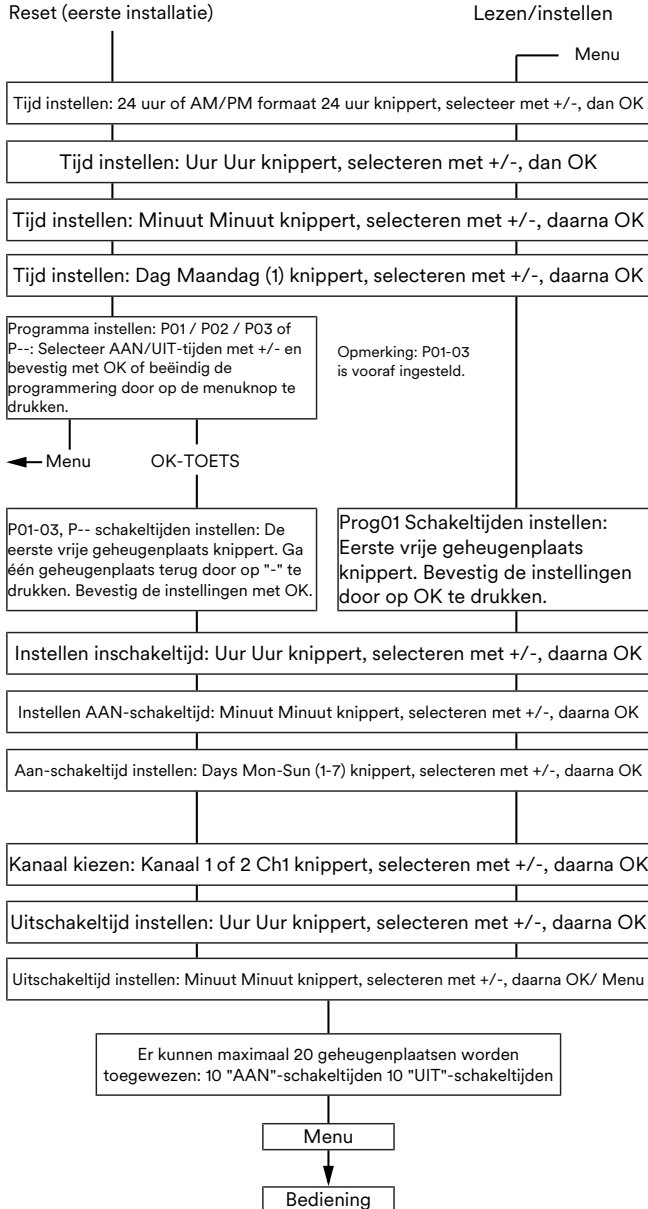 Reset (eerste installatie)
Lezen/instellen
Menu
Tijd instellen: 24 uur of AM/PM formaat 24 uur knippert, selecteer met +/-, dan OK
Tijd instellen: Uur Uur knippert, selecteren met +/-, dan OK
Tijd instellen: Minuut Minuut knippert, selecteren met +/-, daarna OK
Tijd instellen: Dag Maandag (1) knippert, selecteren met +/-, daarna OK
Programma instellen: P01 / P02 / P03 of
P--: Selecteer AAN/UIT-tijden met +/- en
bevestig met OK of beëindig de
programmering door op de menuknop te
drukken.
Opmerking: P01-03
is vooraf ingesteld.
Menu
OK-TOETS
P01-03, P-- schakeltijden instellen: De
eerste vrije geheugenplaats knippert. Ga
één geheugenplaats terug door op "-" te
drukken. Bevestig de instellingen met OK.
Prog01 Schakeltijden instellen:
Eerste vrije geheugenplaats
knippert. Bevestig de instellingen
door op OK te drukken.
Instellen inschakeltijd: Uur Uur knippert, selecteren met +/-, daarna OK
Instellen AAN-schakeltijd: Minuut Minuut knippert, selecteren met +/-, daarna OK
Aan-schakeltijd instellen: Days Mon-Sun (1-7) knippert, selecteren met +/-, daarna OK
Kanaal kiezen: Kanaal 1 of 2 Ch1 knippert, selecteren met +/-, daarna OK
Uitschakeltijd instellen: Uur Uur knippert, selecteren met +/-, daarna OK
Uitschakeltijd instellen: Minuut Minuut knippert, selecteren met +/-, daarna OK/ Menu
Er kunnen maximaal 20 geheugenplaatsen worden
toegewezen: 10 "AAN"-schakeltijden 10 "UIT"-schakeltijden
Menu
Bediening